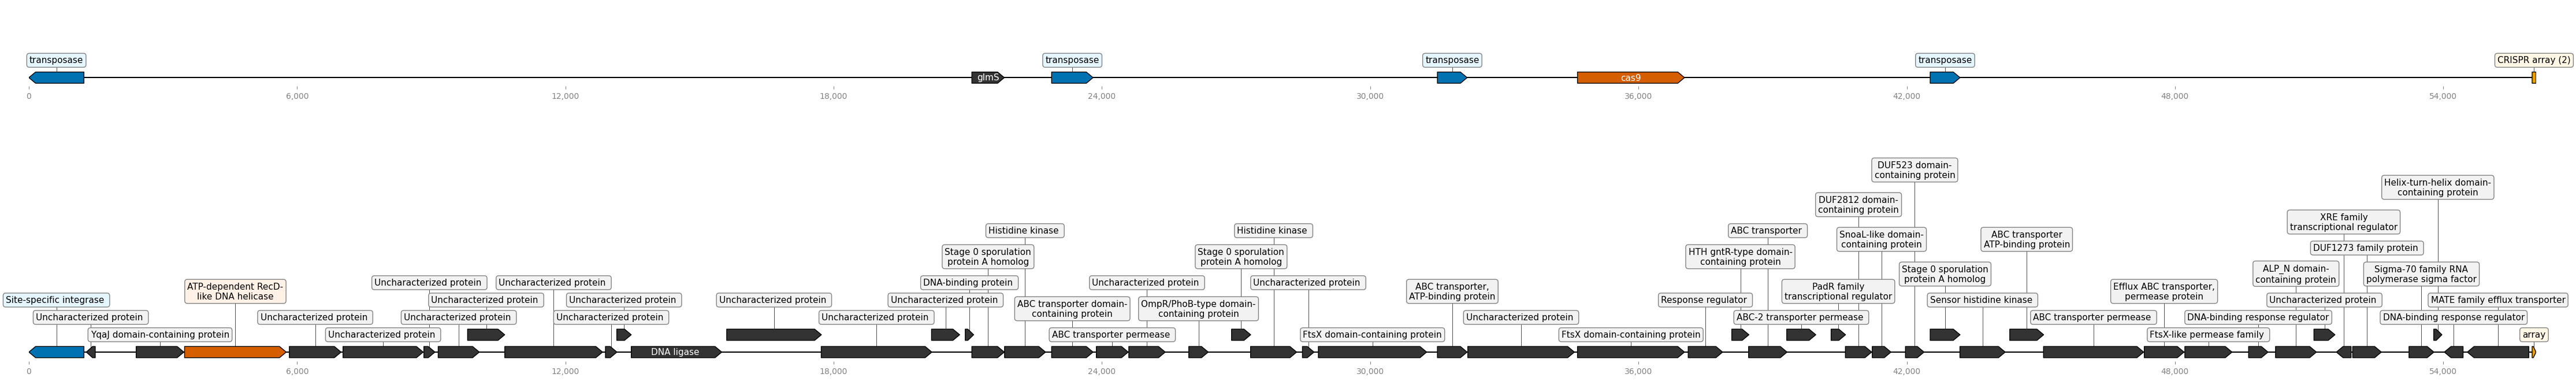 transposase
transposase
transposase
transposase
CRISPR array (2)
glmS
cas9
0
6,000
12,000
18,000
24,000
30,000
36,000
42,000
48,000
54,000
DUF523 domain-
containing protein
Helix-turn-helix domain-
containing protein
DUF2812 domain-
containing protein
XRE family
transcriptional regulator
Histidine kinase
Histidine kinase
ABC transporter
SnoaL-like domain-
containing protein
ABC transporter
ATP-binding protein
Stage 0 sporulation
protein A homolog
Stage 0 sporulation
protein A homolog
HTH gntR-type domain-
containing protein
DUF1273 family protein
Stage 0 sporulation
protein A homolog
ALP_N domain-
containing protein
Sigma-70 family RNA
polymerase sigma factor
Uncharacterized protein
Uncharacterized protein
DNA-binding protein
Uncharacterized protein
Uncharacterized protein
ATP-dependent RecD-
like DNA helicase
ABC transporter,
ATP-binding protein
PadR family
transcriptional regulator
Efflux ABC transporter,
permease protein
Site-specific integrase
Uncharacterized protein
Uncharacterized protein
Uncharacterized protein
Uncharacterized protein
ABC transporter domain-
containing protein
OmpR/PhoB-type domain-
containing protein
Response regulator
Sensor histidine kinase
Uncharacterized protein
MATE family efflux transporter
Uncharacterized protein
Uncharacterized protein
Uncharacterized protein
Uncharacterized protein
Uncharacterized protein
Uncharacterized protein
ABC-2 transporter permease
ABC transporter permease
DNA-binding response regulator
DNA-binding response regulator
YqaJ domain-containing protein
Uncharacterized protein
ABC transporter permease
FtsX domain-containing protein
FtsX domain-containing protein
FtsX-like permease family
array
DNA ligase
0
6,000
12,000
18,000
24,000
30,000
36,000
42,000
48,000
54,000